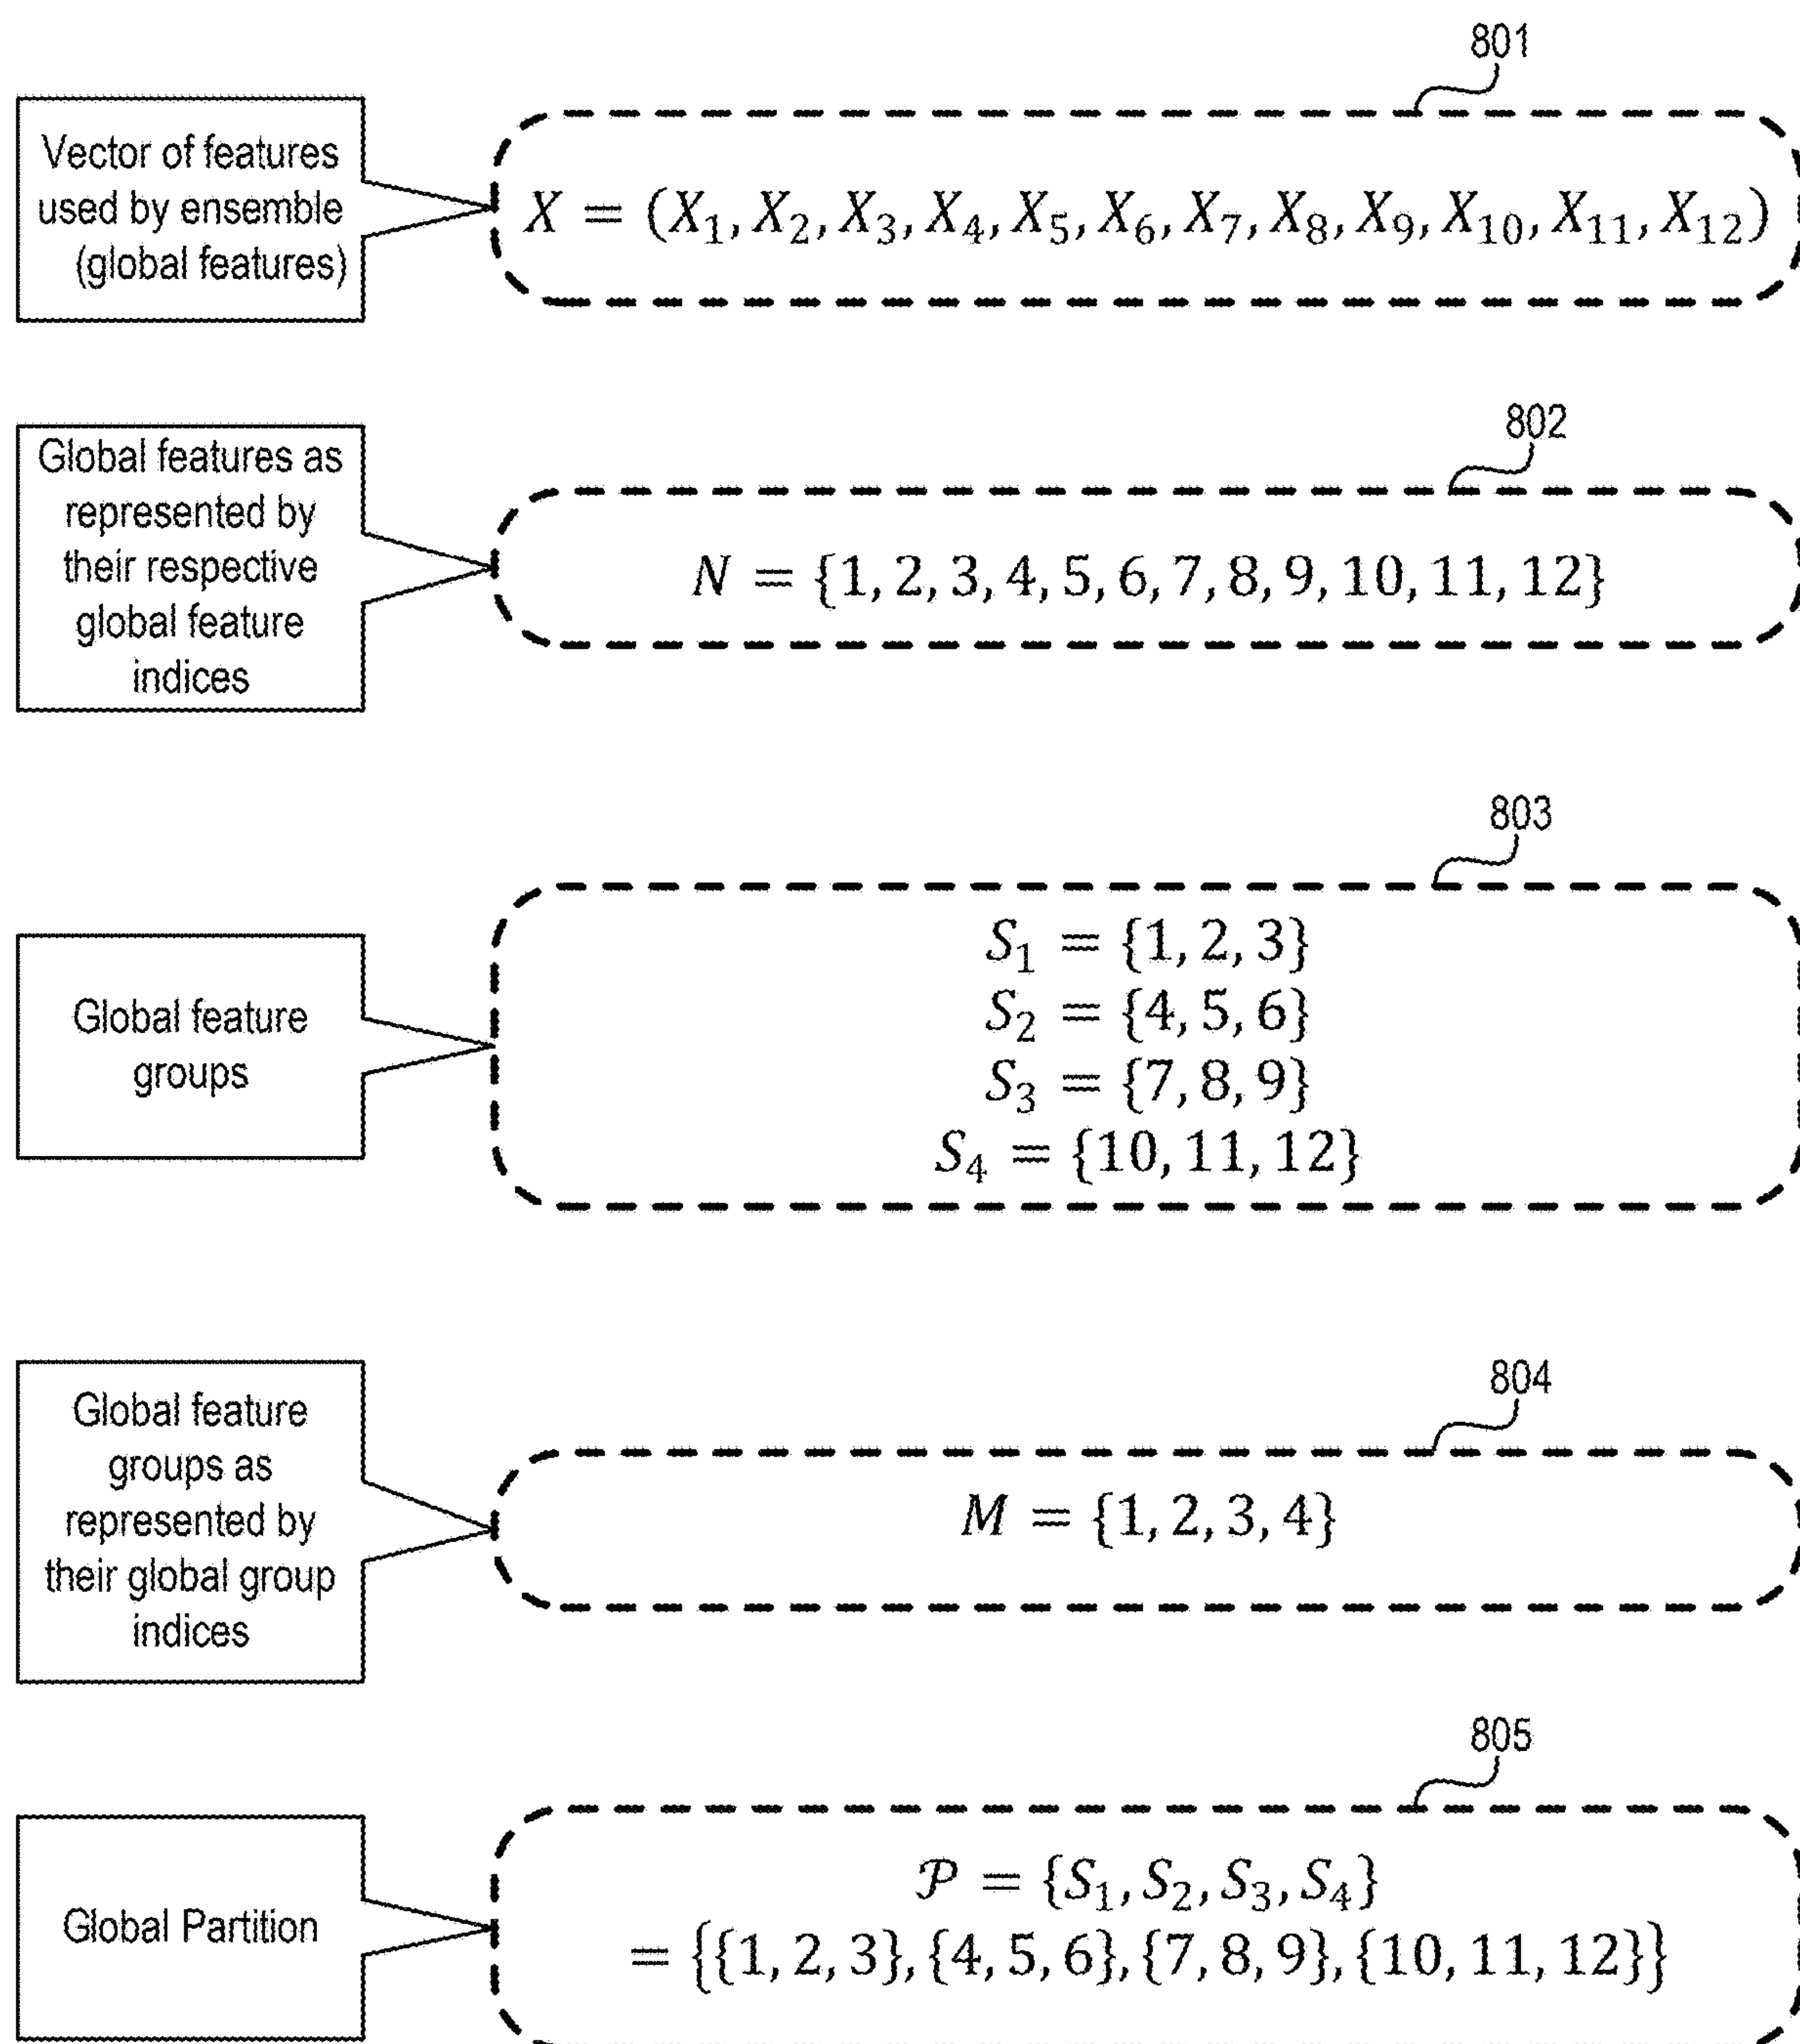 801
Vector of features
used by ensemble
(global features)
X = (X₁, X₂, X₃, X₄, X₅, X₆, X₇, X₈, X₉, X₁₀, X₁₁, X₁₂)
802
Global features as
represented by
their respective
global feature
indices
N = {1, 2, 3, 4, 5, 6, 7, 8, 9, 10, 11, 12}
803
Global feature
groups
S₁ = {1, 2, 3}
S₂ = {4, 5, 6}
S₃ = {7, 8, 9}
S₄ = {10, 11, 12}
804
Global feature
groups as
represented by
their global group
indices
M = {1, 2, 3, 4}
805
Global Partition
𝒫 = {S₁, S₂, S₃, S₄}
= {{1, 2, 3}, {4, 5, 6}, {7, 8, 9}, {10, 11, 12}}